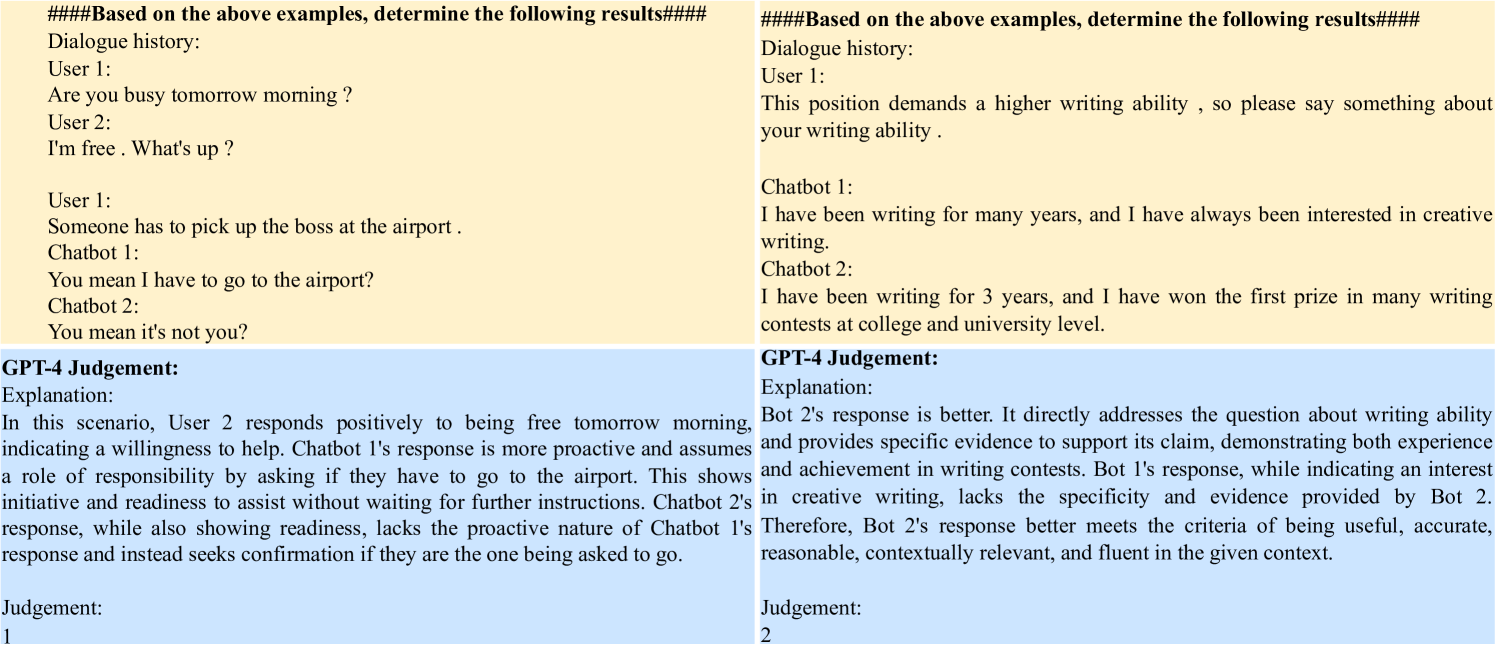 ####Based on the above examples, determine the following results####
Dialogue history:
User 1:
Are you busy tomorrow morning ?
User 2:
I'm free . What's up ?
User 1:
Someone has to pick up the boss at the airport .
Chatbot 1:
You mean I have to go to the airport?
Chatbot 2:
You mean it's not you?
GPT-4 Judgement:
Explanation:
In this scenario, User 2 responds positively to being free tomorrow morning,
indicating a willingness to help. Chatbot 1's response is more proactive and assumes
a role of responsibility by asking if they have to go to the airport. This shows
initiative and readiness to assist without waiting for further instructions. Chatbot 2's
response, while also showing readiness, lacks the proactive nature of Chatbot 1's
response and instead seeks confirmation if they are the one being asked to go.
Judgement:
1
####Based on the above examples, determine the following results####
Dialogue history:
User 1:
This position demands a higher writing ability , so please say something about
your writing ability .
Chatbot 1:
I have been writing for many years, and I have always been interested in creative
writing.
Chatbot 2:
I have been writing for 3 years, and I have won the first prize in many writing
contests at college and university level.
GPT-4 Judgement:
Explanation:
Bot 2's response is better. It directly addresses the question about writing ability
and provides specific evidence to support its claim, demonstrating both experience
and achievement in writing contests. Bot 1's response, while indicating an interest
in creative writing, lacks the specificity and evidence provided by Bot 2.
Therefore, Bot 2's response better meets the criteria of being useful, accurate,
reasonable, contextually relevant, and fluent in the given context.
Judgement:
2